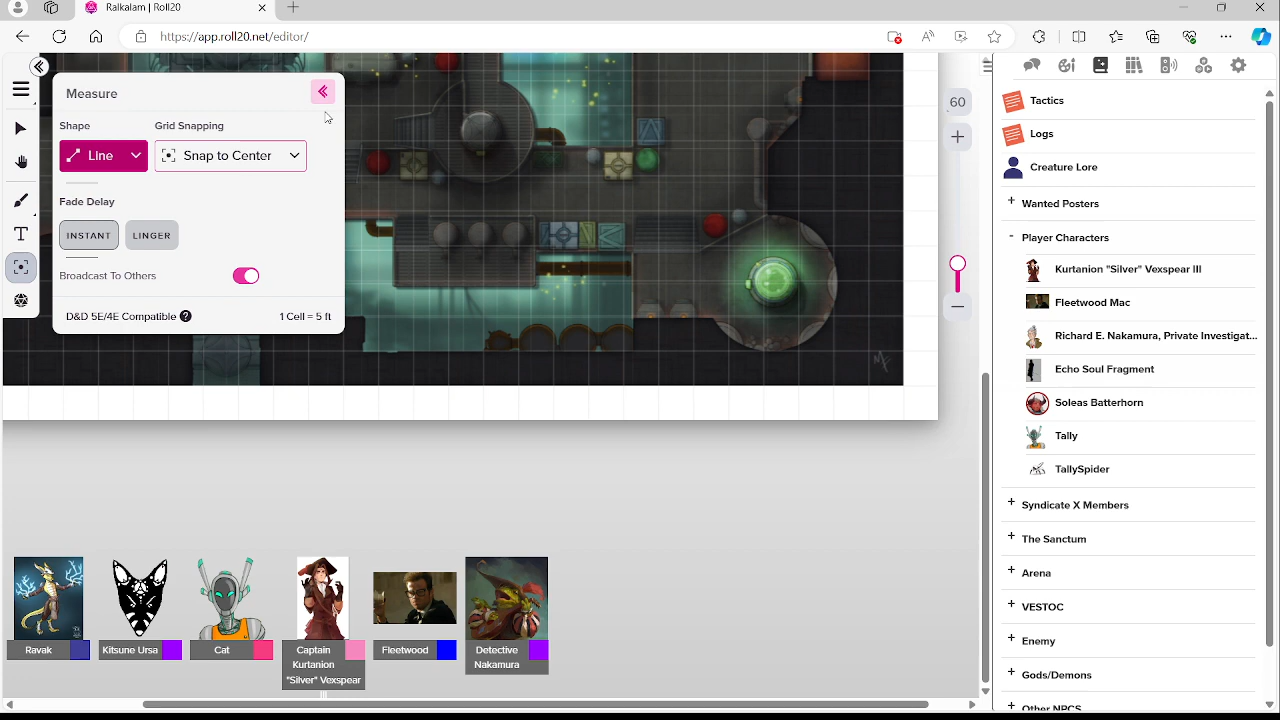 Ralkalam | Roll20
https://app.roll20.net/editor/
Measure
Shape
Grid Snapping
Line
Snap to Center
Fade Delay
INSTANT
LINGER
Broadcast To Others
D&D 5E/4E Compatible
1 Cell = 5 ft
60
Tactics
Logs
Creature Lore
Wanted Posters
Player Characters
Kurtanion "Silver" Vexspear III
Fleetwood Mac
Richard E. Nakamura, Private Investigat...
Echo Soul Fragment
Soleas Batterhorn
Tally
TallySpider
Syndicate X Members
The Sanctum
Arena
VESTOC
Enemy
Gods/Demons
Other NPCS
Ravak
Kitsune Ursa
Cat
Captain
Kurtanion
"Silver" Vexspear
Fleetwood
Detective
Nakamura